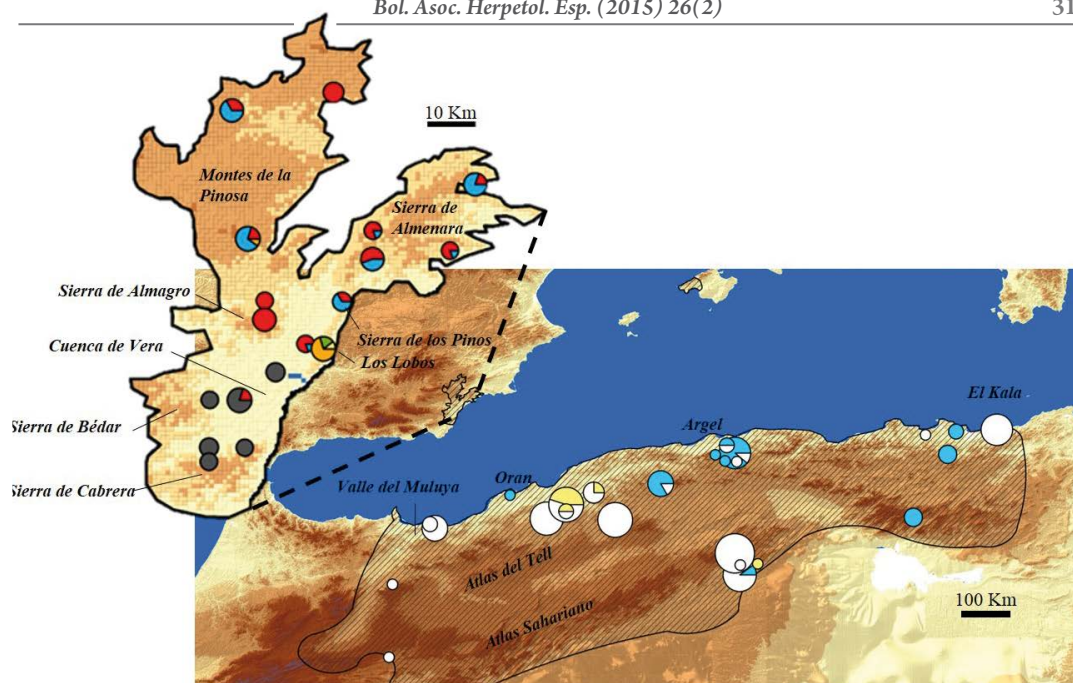 Bol. Asoc. Herpetol. Esp. (2015) 26(2)
31
10 Km
Montes de la
Pinosa
Sierra de
Almenara
Sierra de Almagro
Cuenca de Vera
Sierra de los Pinos
Los Lobos
Sierra de Bédar
Sierra de Cabrera
El Kala
Argel
Oran
Valle del Muluya
Atlas del Tell
Atlas Sahariano
100 Km